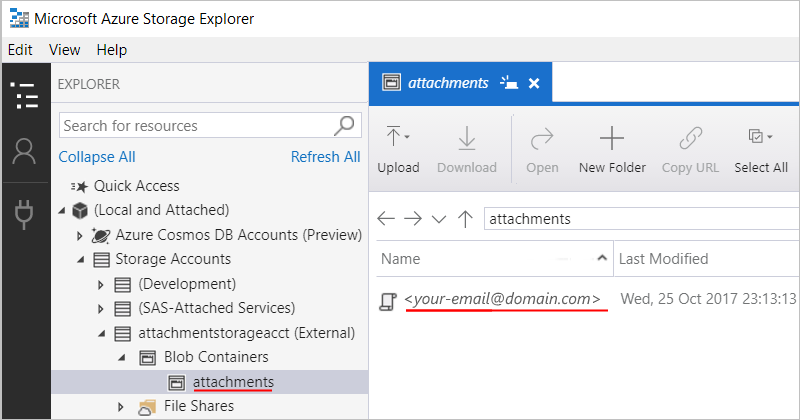 Microsoft Azure Storage Explorer
Edit View Help
EXPLORER
Search for resources
Collapse All Refresh All
Quick Access
(Local and Attached)
Azure Cosmos DB Accounts (Preview)
Storage Accounts
(Development)
(SAS-Attached Services)
attachmentstorageacct (External)
Blob Containers
attachments
File Shares
attachments
Upload Download Open New Folder Copy URL Select All
attachments
Name Last Modified
<your-email@domain.com> Wed, 25 Oct 2017 23:13:13